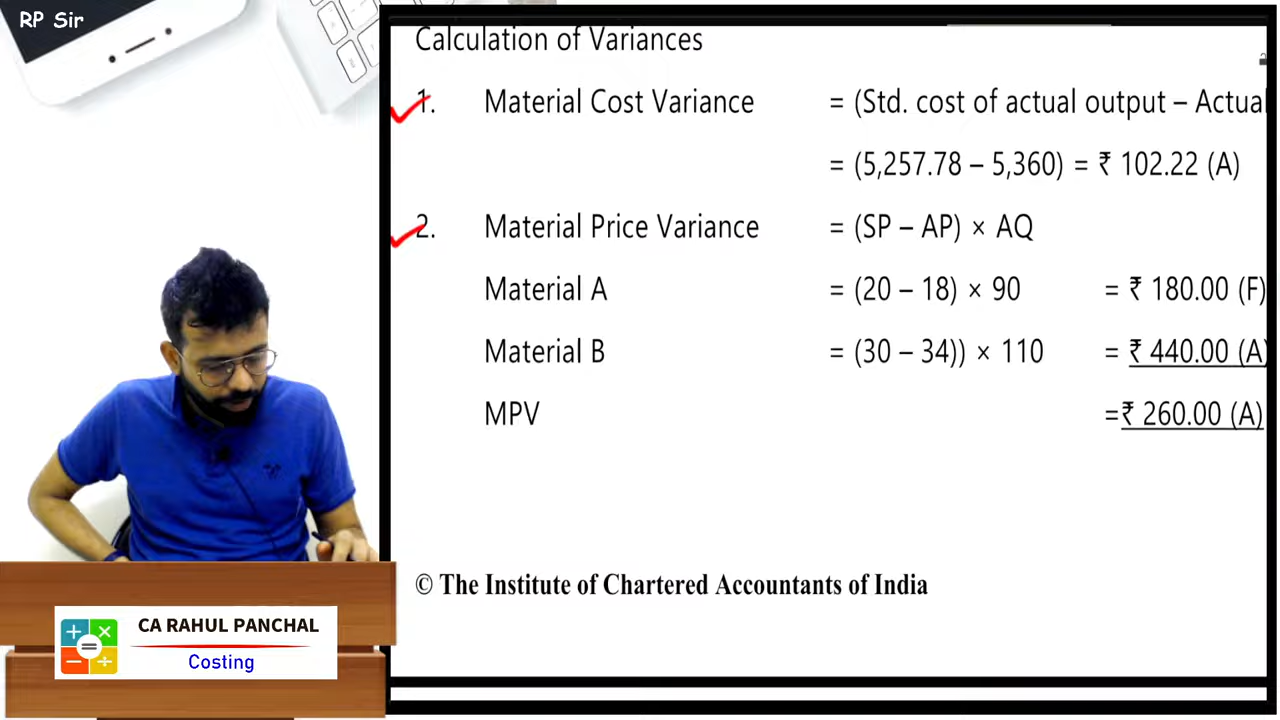 RP Sir
Calculation of Variances
1. Material Cost Variance = (Std. cost of actual output – Actual
= (5,257.78 – 5,360) = ₹ 102.22 (A)
2. Material Price Variance = (SP – AP) × AQ
Material A = (20 – 18) × 90 = ₹ 180.00 (F)
Material B = (30 – 34)) × 110 = ₹ 440.00 (A)
MPV =₹ 260.00 (A)
© The Institute of Chartered Accountants of India
CA RAHUL PANCHAL
Costing